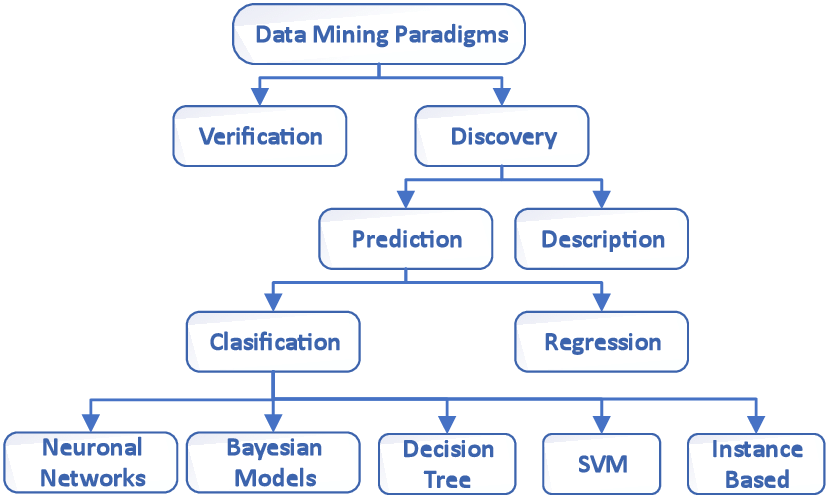 Data Mining Paradigms
Verification
Discovery
Prediction
Description
Clasification
Regression
Neuronal
Networks
Bayesian
Models
Decision
Tree
SVM
Instance
Based